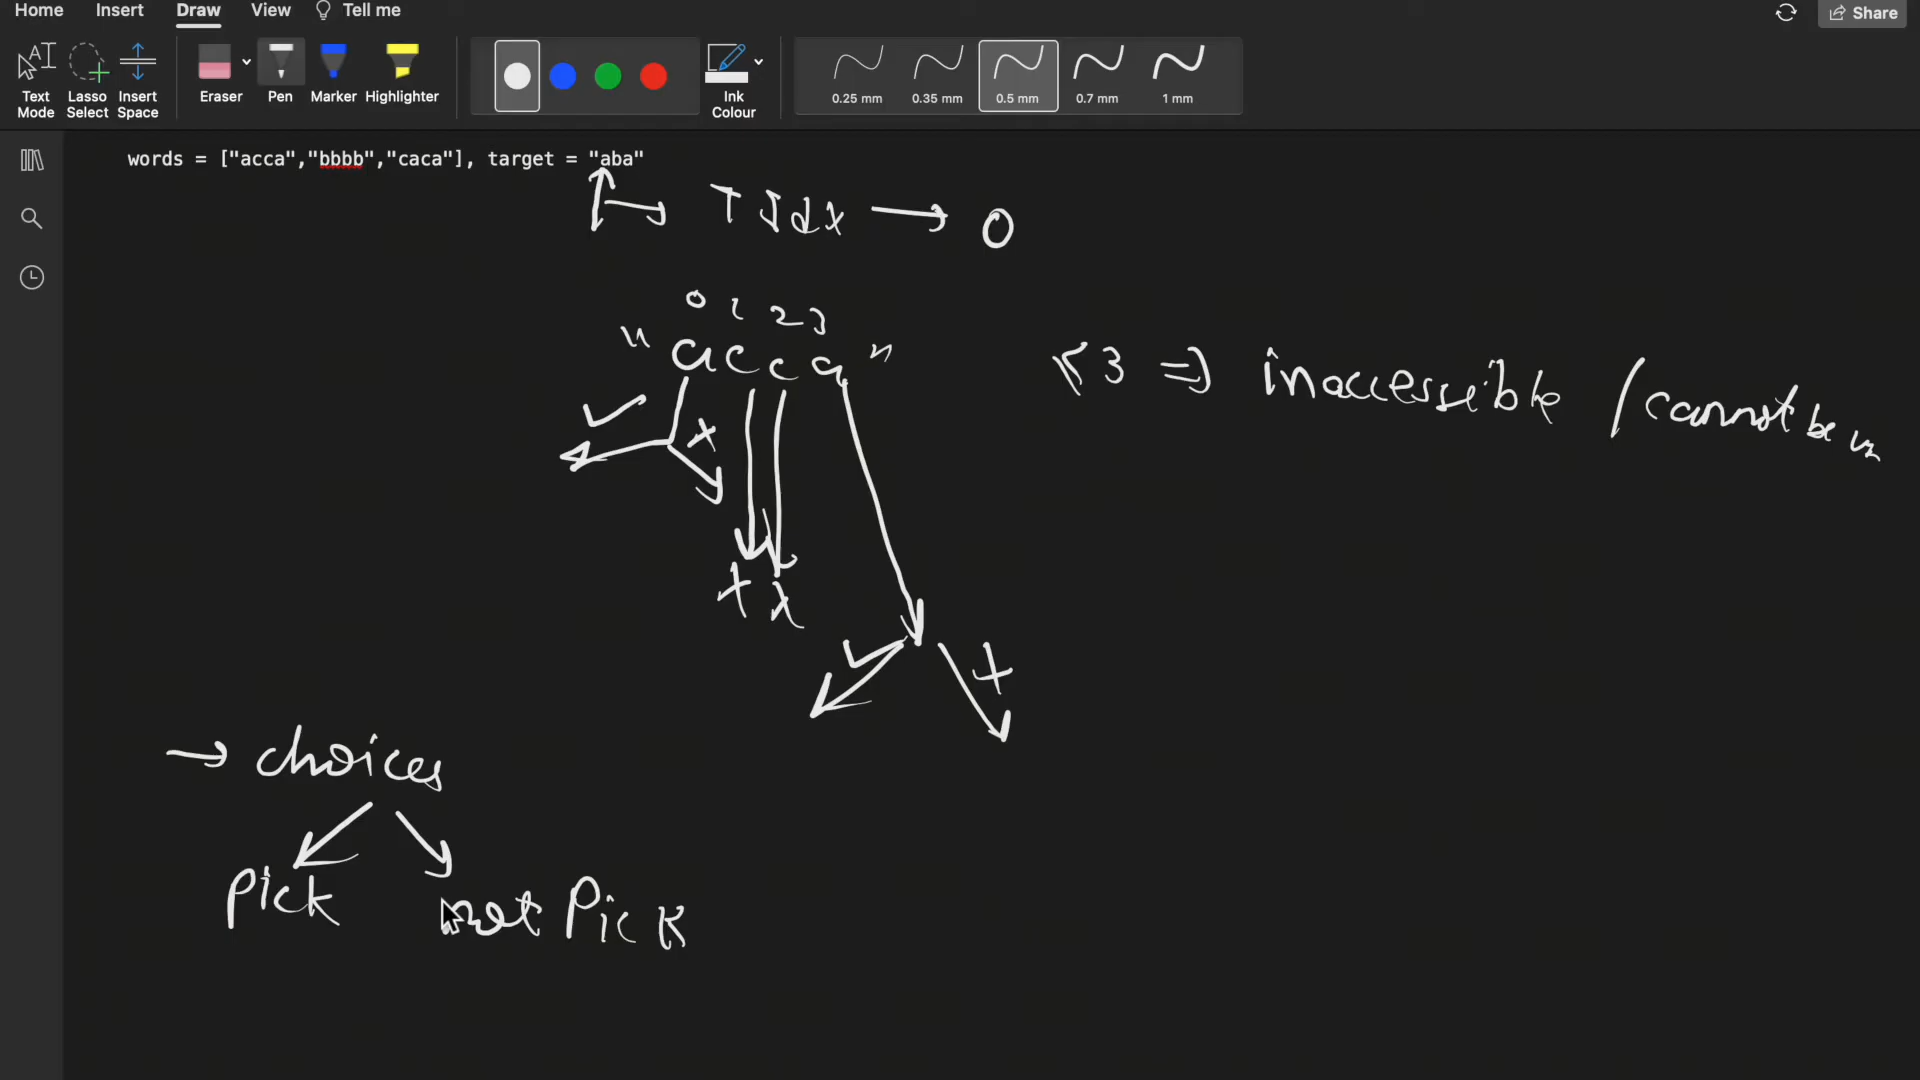 Home Insert Draw View Tell me Share
Text Mode Lasso Select Insert Space Eraser Pen Marker Highlighter Ink Colour 0.25 mm 0.35 mm 0.5 mm 0.7 mm 1 mm
words = ["acca","bbbb","caca"], target = "aba"
TIdx → 0
0 1 2 3
"acca"
≤3 ⇒ inaccessible / cannot be
✓ x
x x
✓ x
→ choices
Pick not Pick